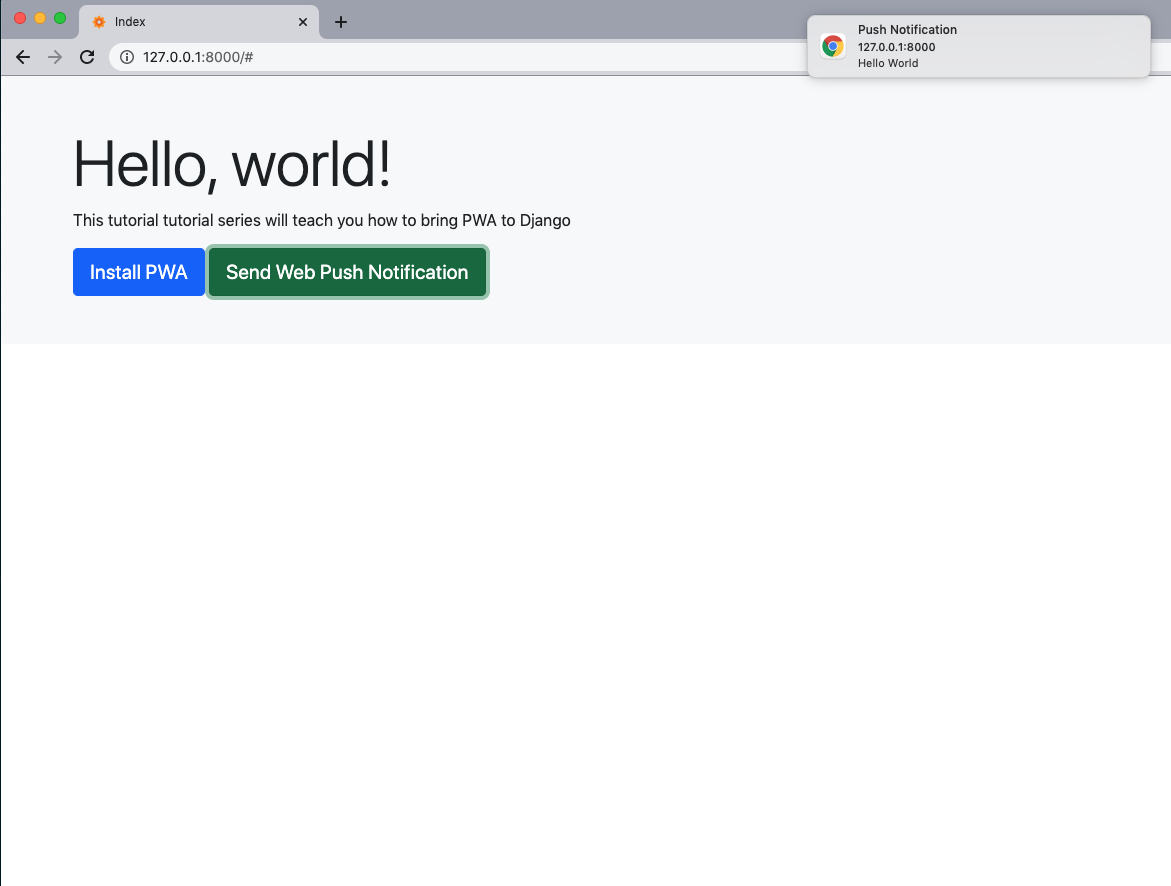 Index
127.0.0.1:8000/#
Push Notification
127.0.0.1:8000
Hello World
Hello, world!
This tutorial tutorial series will teach you how to bring PWA to Django
Install PWA
Send Web Push Notification